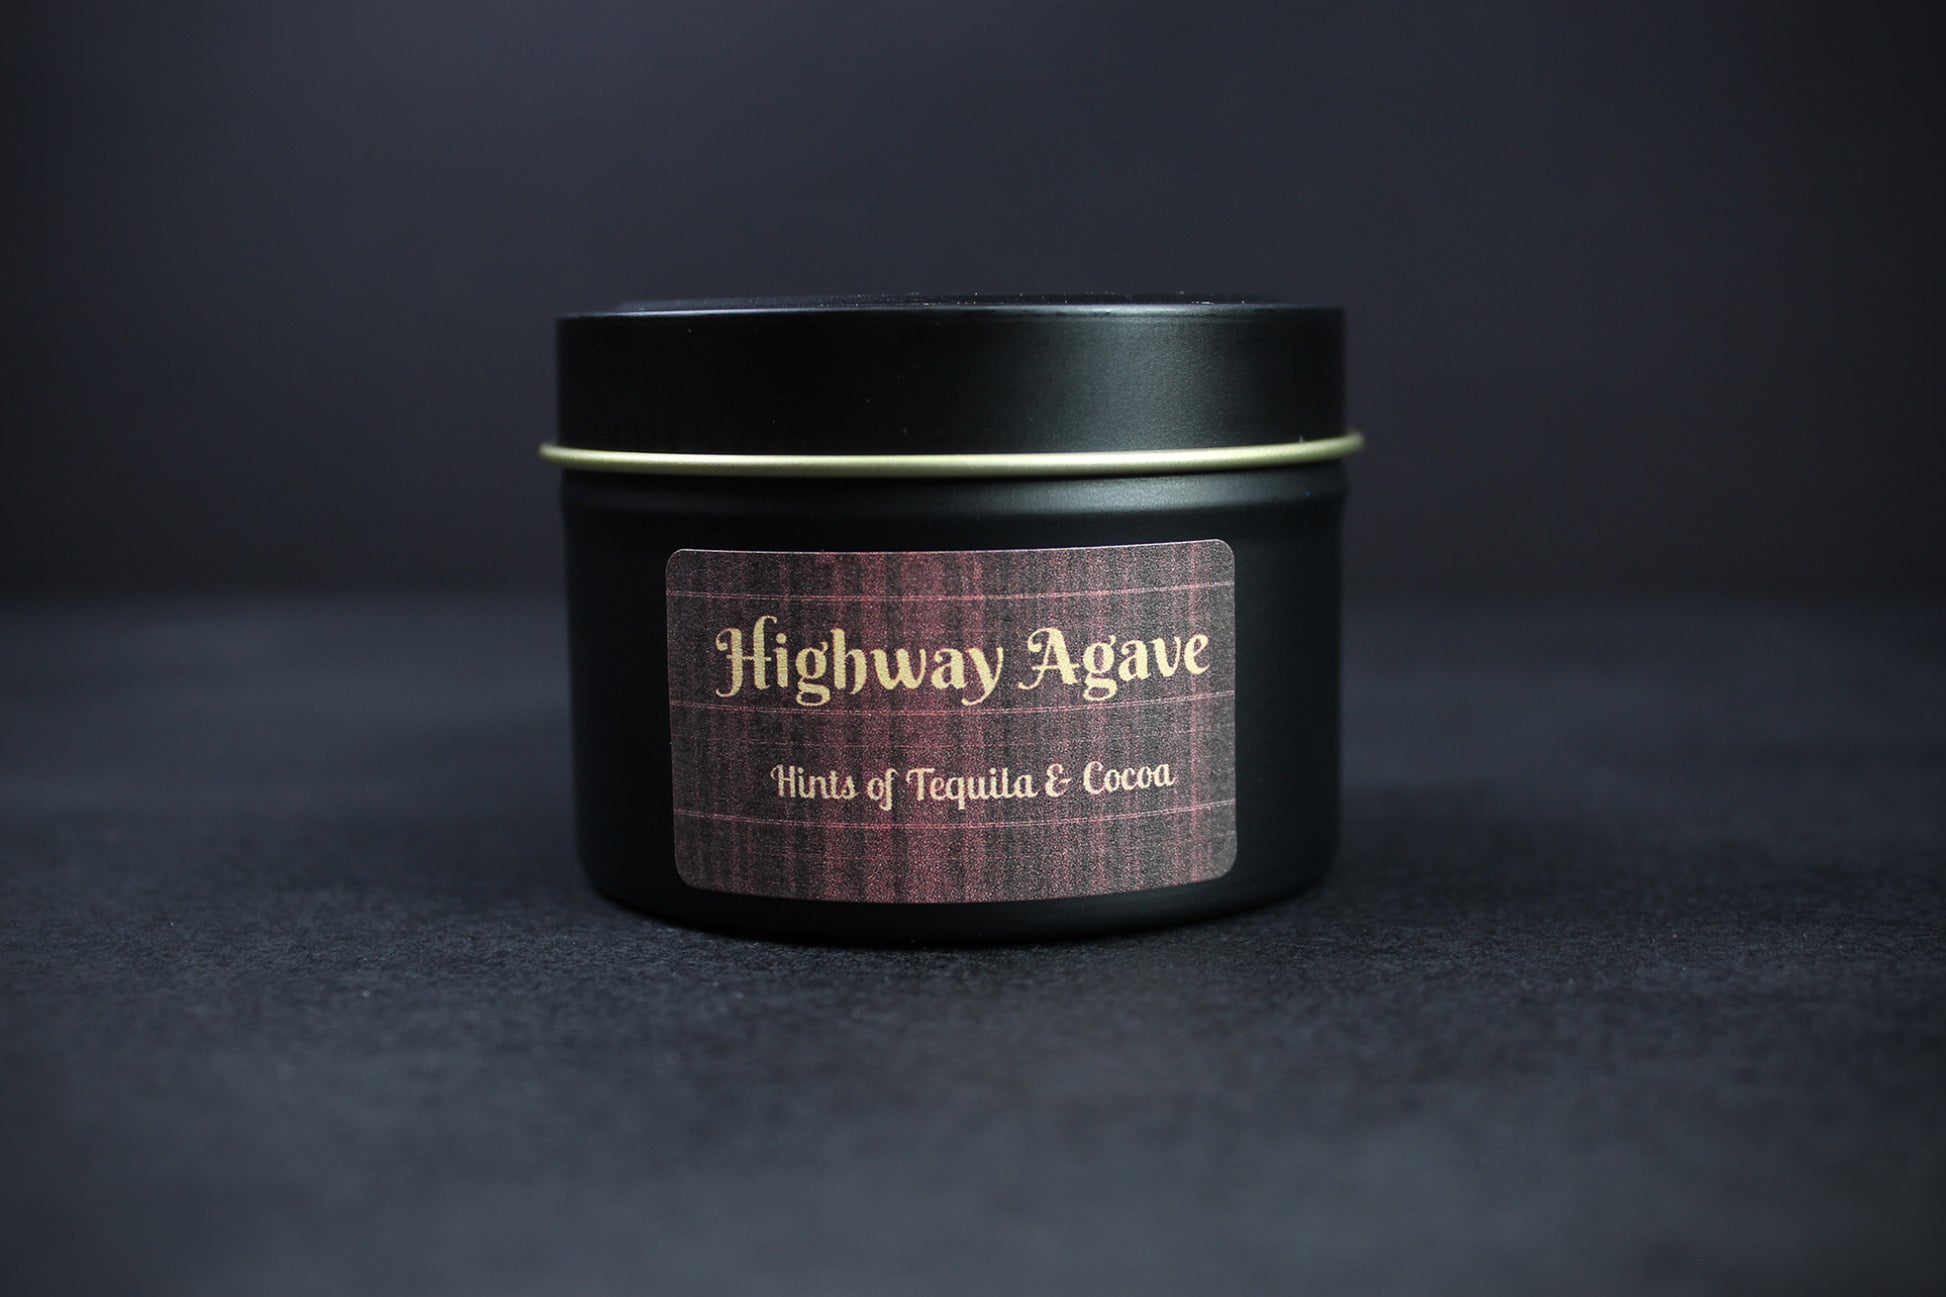 Highway Agave
Hints of Tequila & Cocoa